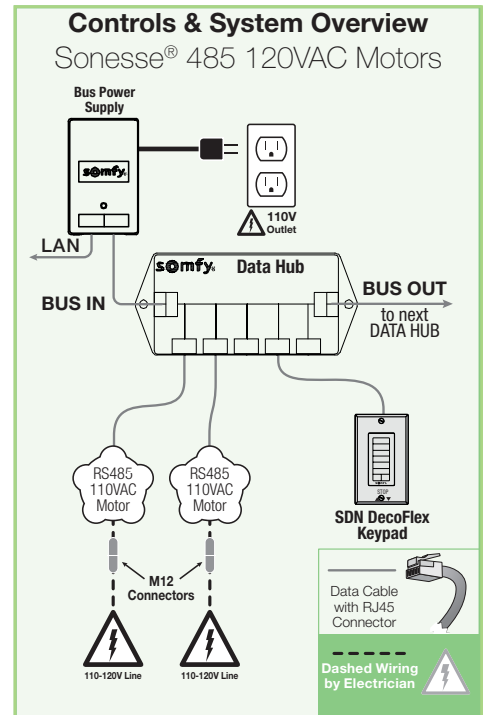 Controls & System Overview
Sonesse® 485 120VAC Motors
Bus Power
Supply
somfy.
110V
Outlet
LAN
somfy.
Data Hub
BUS IN
BUS OUT
to next
DATA HUB
RS485
110VAC
Motor
RS485
110VAC
Motor
STOP
SDN DecoFlex
Keypad
M12
Connectors
Data Cable
with RJ45
Connector
110-120V Line
110-120V Line
Dashed Wiring
by Electrician